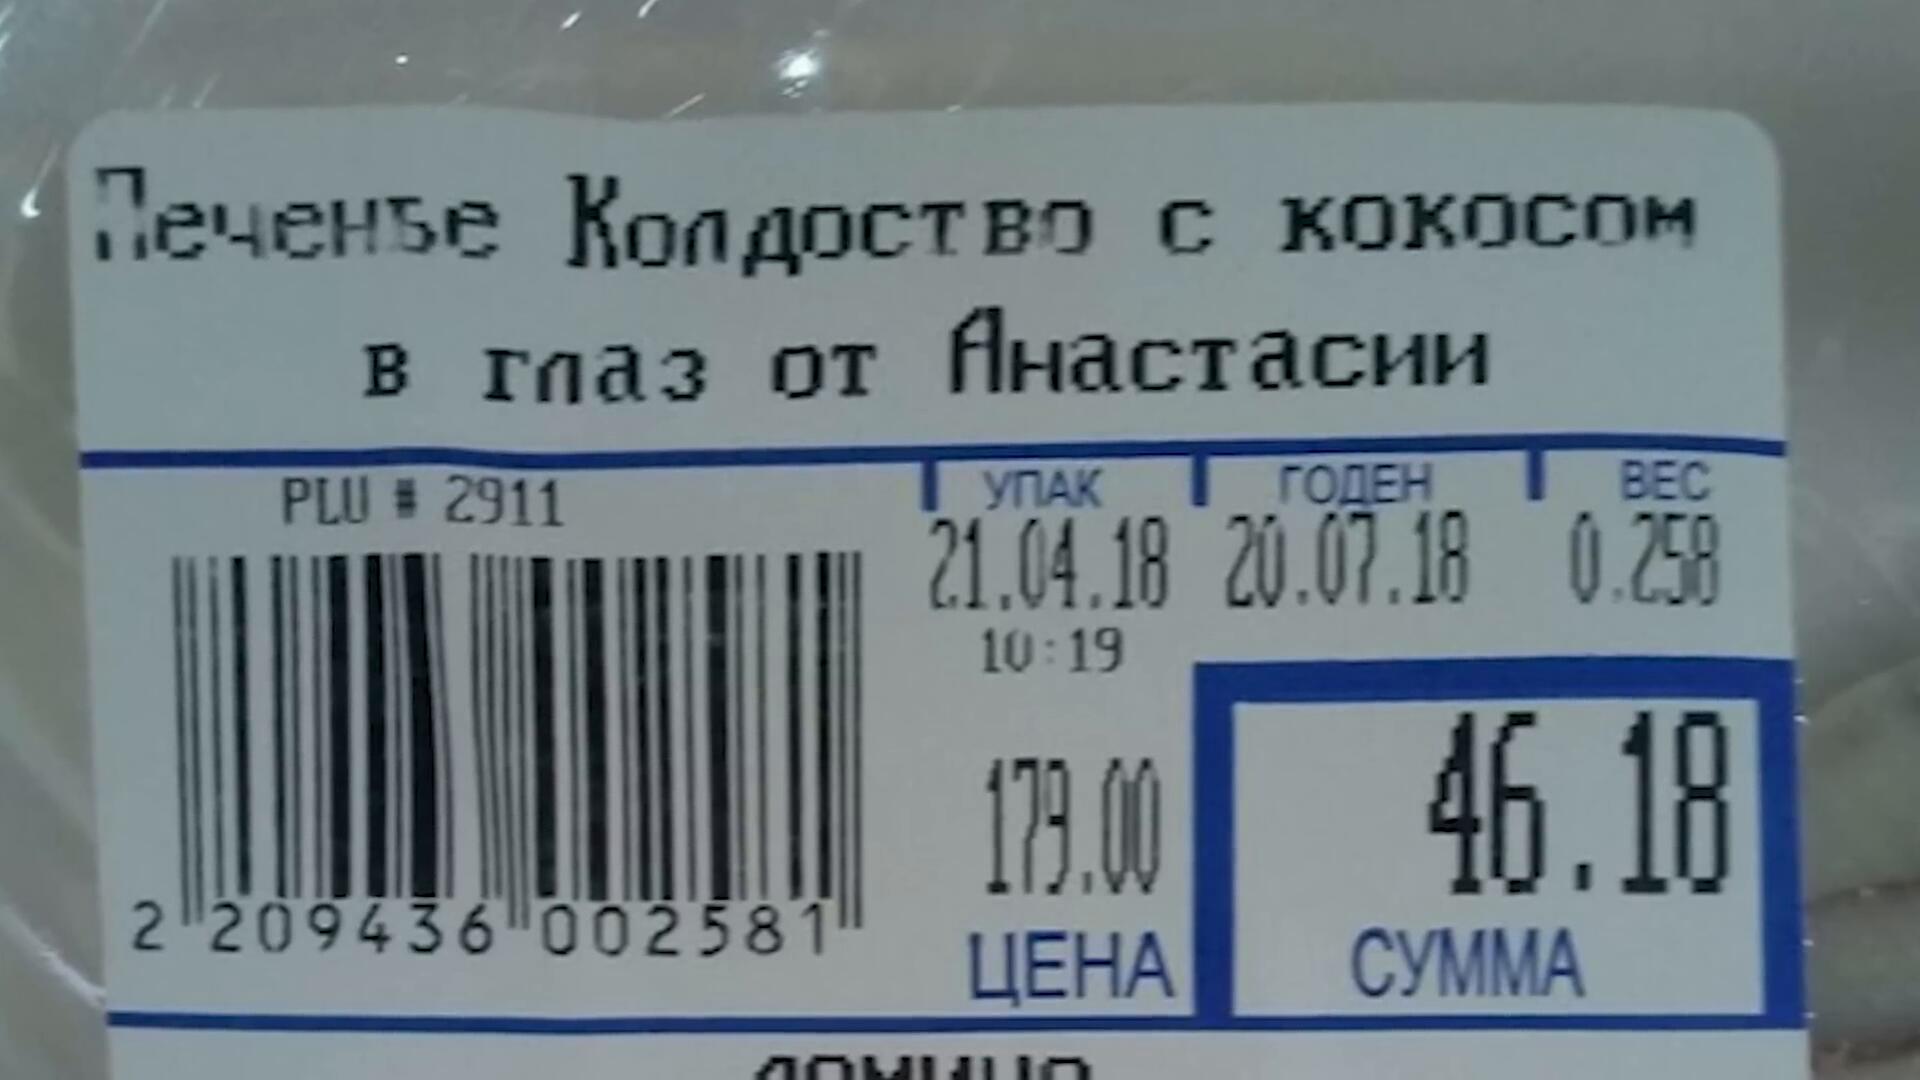 Печенье Колдоство с кокосом
в глаз от Анастасии
PLU # 2911
УПАК ГОДЕН ВЕС
21.04.18 20.07.18 0.258
10:19
179.00 46.18
2 209436 002581
ЦЕНА СУММА